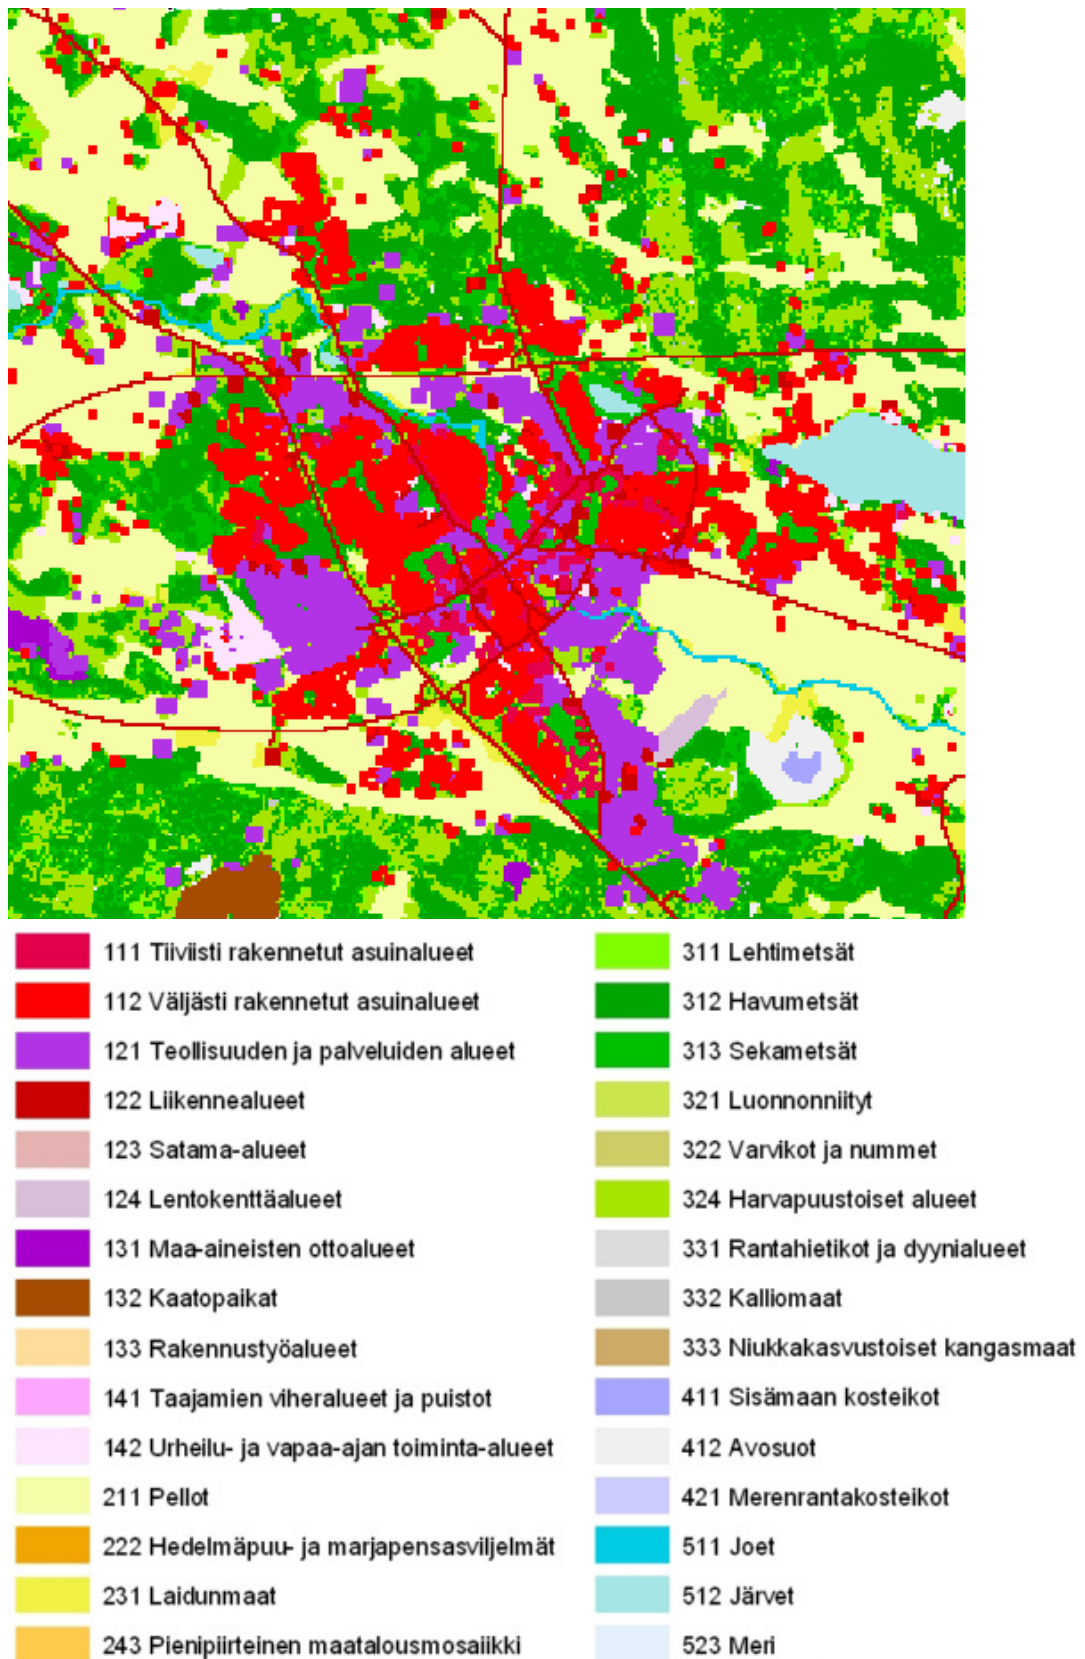 111 Tiiviisti rakennetut asuinalueet
112 Väljästi rakennetut asuinalueet
121 Teollisuuden ja palveluiden alueet
122 Liikennealueet
123 Satama-alueet
124 Lentokenttäalueet
131 Maa-aineisten ottoalueet
132 Kaatopaikat
133 Rakennustyöalueet
141 Taajamien viheralueet ja puistot
142 Urheilu- ja vapaa-ajan toiminta-alueet
211 Pellot
222 Hedelmäpuu- ja marjapensasviljelmät
231 Laidunmaat
243 Pienipiirteinen maatalousmosaiikki
311 Lehtimetsät
312 Havumetsät
313 Sekametsät
321 Luonnonniityt
322 Varvikot ja nummet
324 Harvapuustoiset alueet
331 Rantahietikot ja dyynialueet
332 Kalliomaat
333 Niukkakasvustoiset kangasmaat
411 Sisämaan kosteikot
412 Avosuot
421 Merenrantakosteikot
511 Joet
512 Järvet
523 Meri